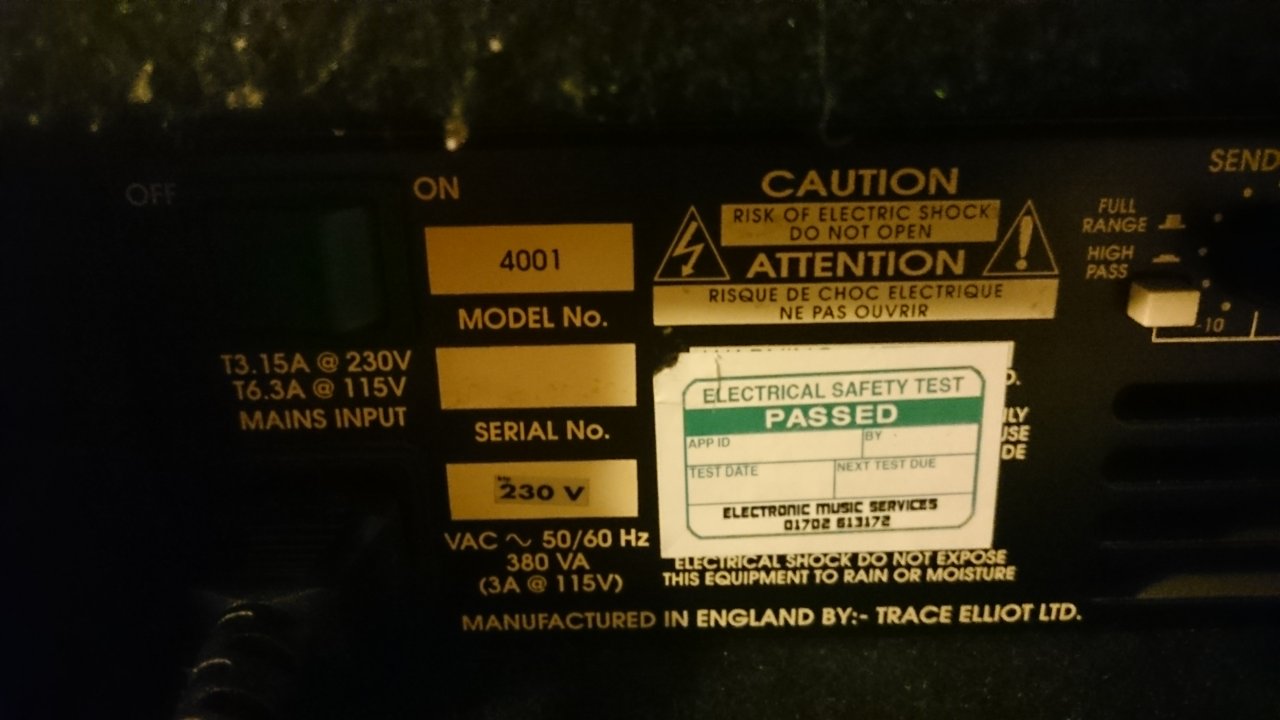 OFF
ON
4001
MODEL No.
T3.15A @ 230V
T6.3A @ 115V
MAINS INPUT
SERIAL No.
230 V
VAC ~ 50/60 Hz
380 VA
(3A @ 115V)
CAUTION
RISK OF ELECTRIC SHOCK
DO NOT OPEN
ATTENTION
RISQUE DE CHOC ELECTRIQUE
NE PAS OUVRIR
ELECTRICAL SAFETY TEST
PASSED
APP ID
BY
TEST DATE
NEXT TEST DUE
ELECTRONIC MUSIC SERVICES
01702 613172
ELECTRICAL SHOCK DO NOT EXPOSE
THIS EQUIPMENT TO RAIN OR MOISTURE
MANUFACTURED IN ENGLAND BY:- TRACE ELLIOT LTD.
SEND
FULL
RANGE
HIGH
PASS
-10